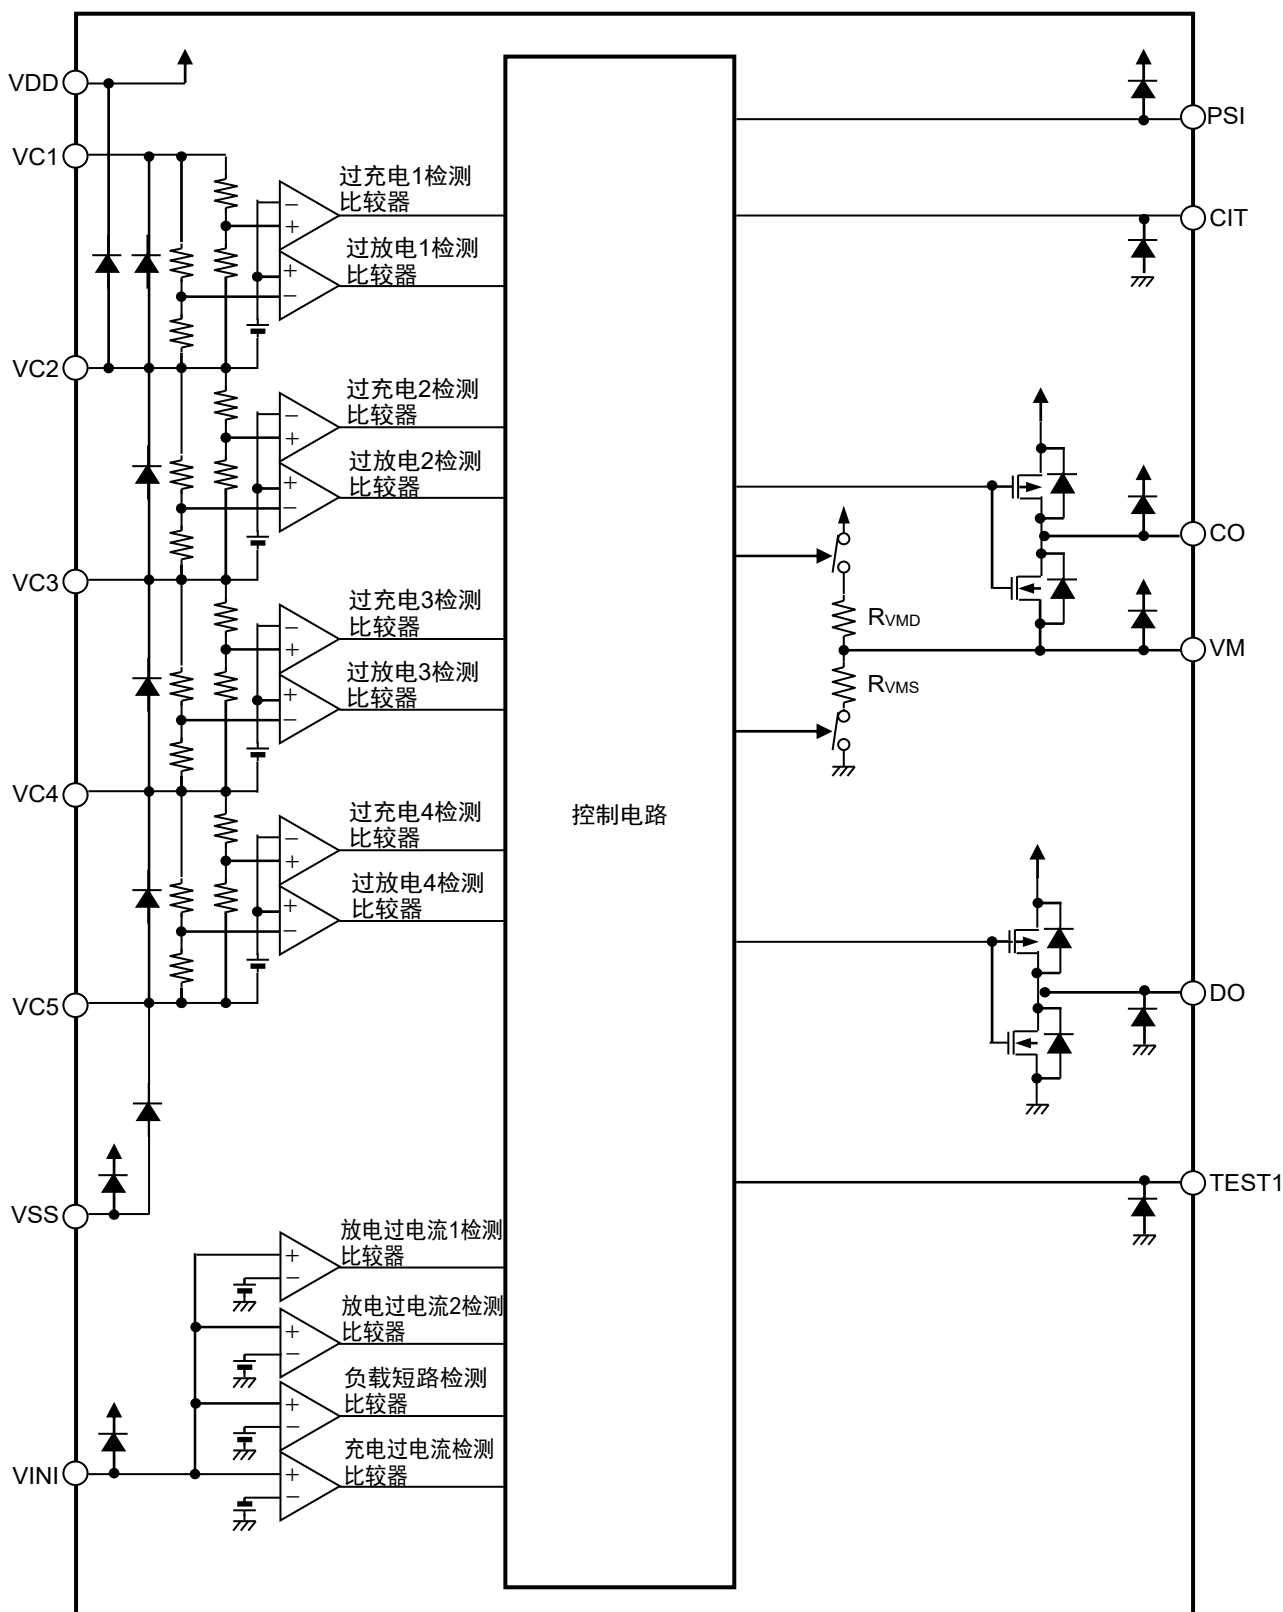 VDD
VC1
VC2
VC3
VC4
VC5
VSS
VINI
过充电1检测
比较器
过放电1检测
比较器
过充电2检测
比较器
过放电2检测
比较器
过充电3检测
比较器
过放电3检测
比较器
过充电4检测
比较器
过放电4检测
比较器
放电过电流1检测
比较器
放电过电流2检测
比较器
负载短路检测
比较器
充电过电流检测
比较器
控制电路
RVMD
RVMS
PSI
CIT
CO
VM
DO
TEST1